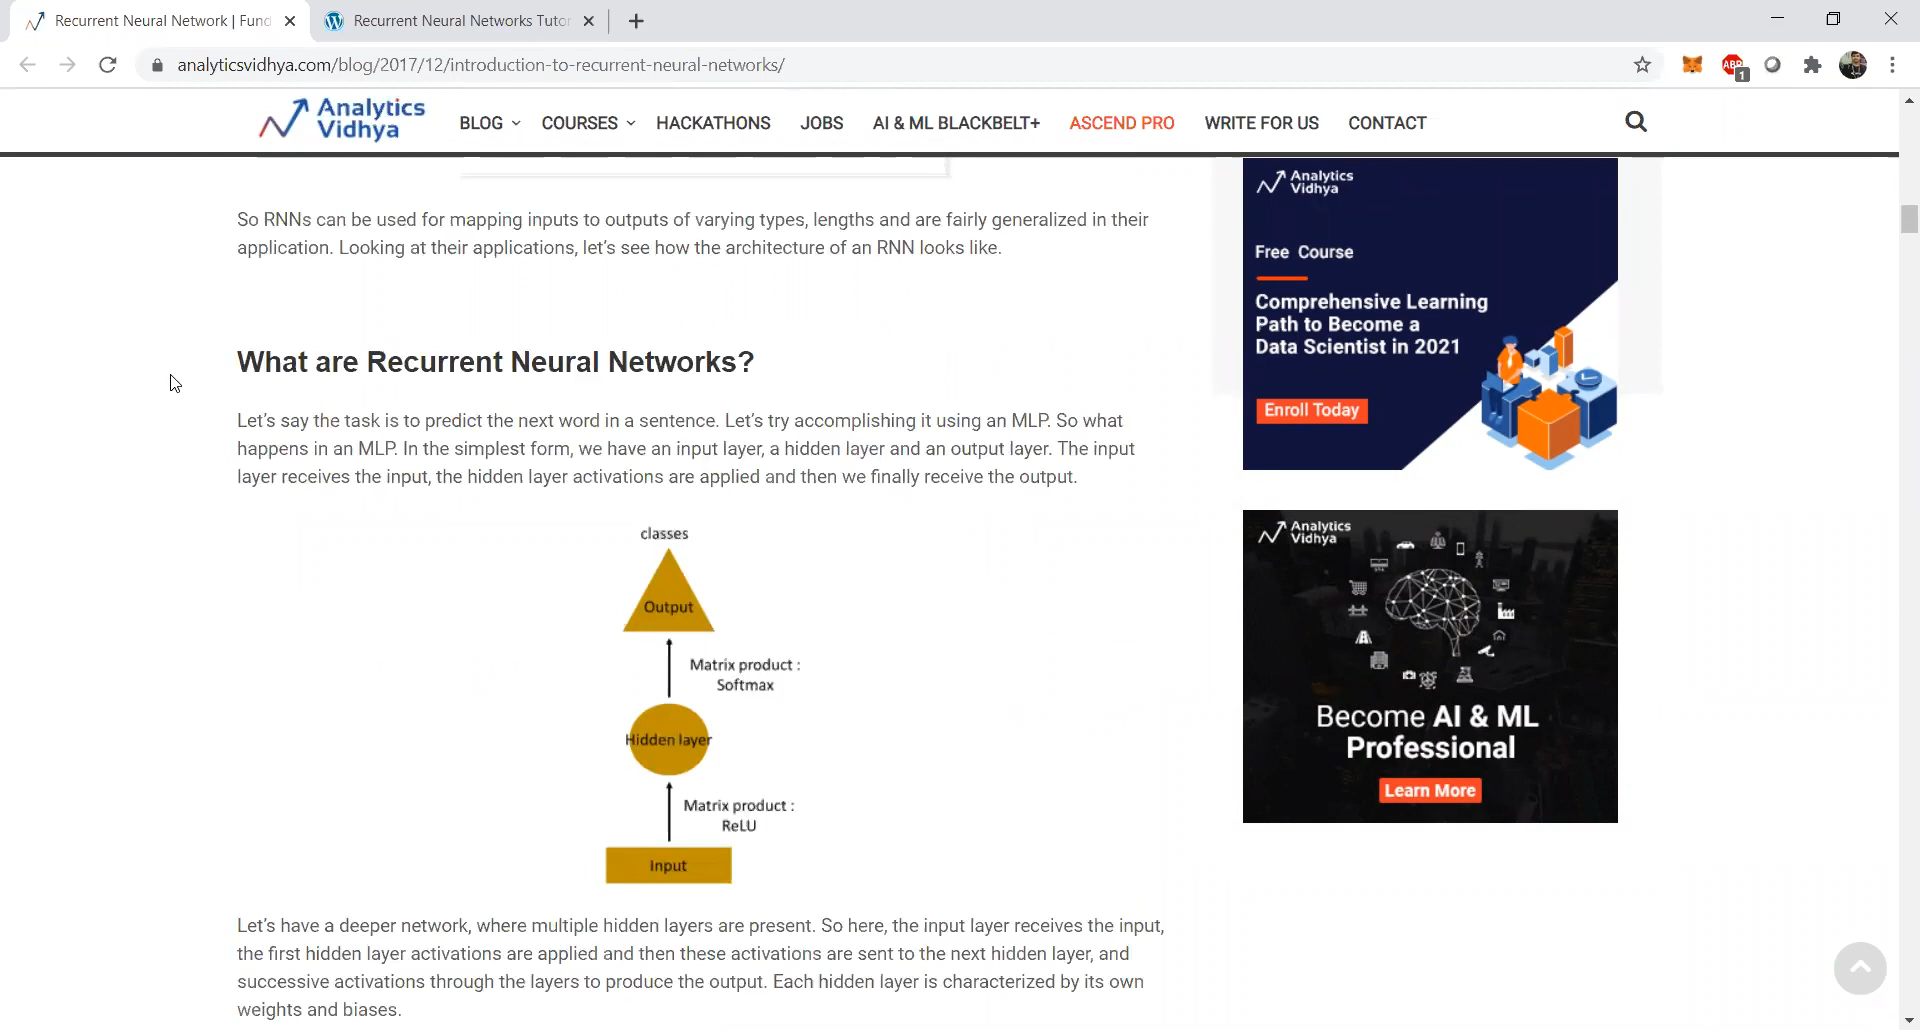 Recurrent Neural Network | Fund
Recurrent Neural Networks Tutor
analyticsvidhya.com/blog/2017/12/introduction-to-recurrent-neural-networks/
ABP
1
Analytics
Vidhya
BLOG
COURSES
HACKATHONS
JOBS
AI & ML BLACKBELT+
ASCEND PRO
WRITE FOR US
CONTACT
So RNNs can be used for mapping inputs to outputs of varying types, lengths and are fairly generalized in their
application. Looking at their applications, let's see how the architecture of an RNN looks like.
What are Recurrent Neural Networks?
Let's say the task is to predict the next word in a sentence. Let's try accomplishing it using an MLP. So what
happens in an MLP. In the simplest form, we have an input layer, a hidden layer and an output layer. The input
layer receives the input, the hidden layer activations are applied and then we finally receive the output.
classes
Output
Matrix product :
Softmax
Hidden layer
Matrix product :
ReLU
Input
Let's have a deeper network, where multiple hidden layers are present. So here, the input layer receives the input,
the first hidden layer activations are applied and then these activations are sent to the next hidden layer, and
successive activations through the layers to produce the output. Each hidden layer is characterized by its own
weights and biases.
Analytics
Vidhya
Free Course
Comprehensive Learning
Path to Become a
Data Scientist in 2021
Enroll Today
Analytics
Vidhya
Become AI & ML
Professional
Learn More